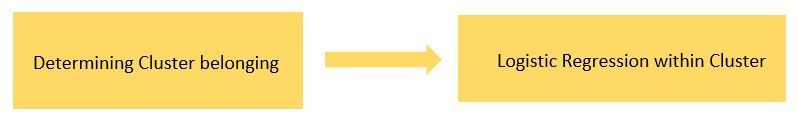 Determining Cluster belonging
Logistic Regression within Cluster